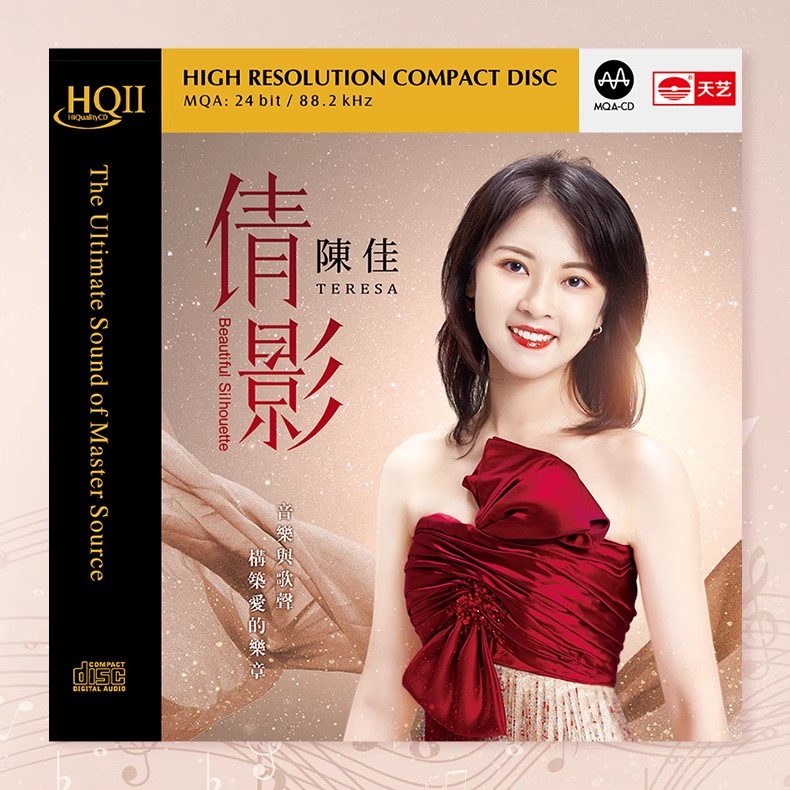 HQII
HiQualityCD
The Ultimate Sound of Master Source
COMPACT
disc
DIGITAL AUDIO
HIGH RESOLUTION COMPACT DISC
MQA: 24 bit / 88.2 kHz
MQA-CD
天艺
倩影
Beautiful Silhouette
陳佳
TERESA
音樂與歌聲
構築愛的樂章